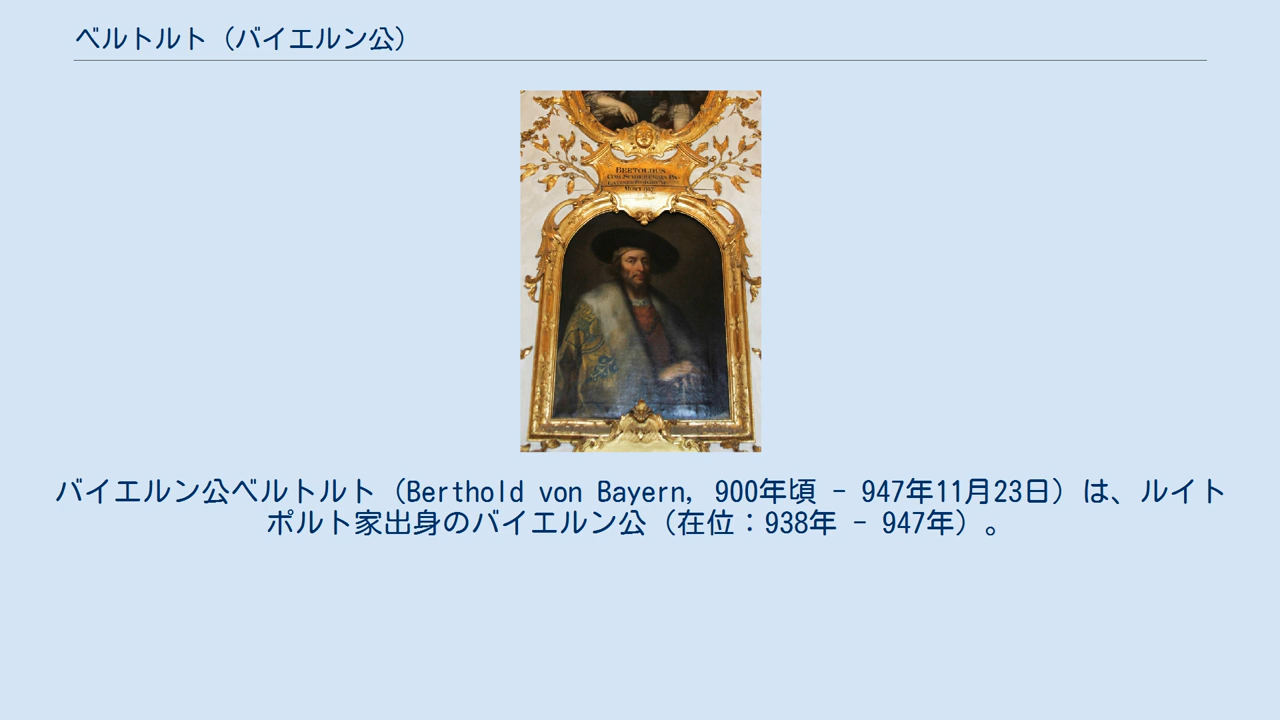 ベルトルト（バイエルン公）
BERTOLDUS
バイエルン公ベルトルト（Berthold von Bayern, 900年頃 - 947年11月23日）は、ルイト
ポルト家出身のバイエルン公（在位：938年 - 947年）。